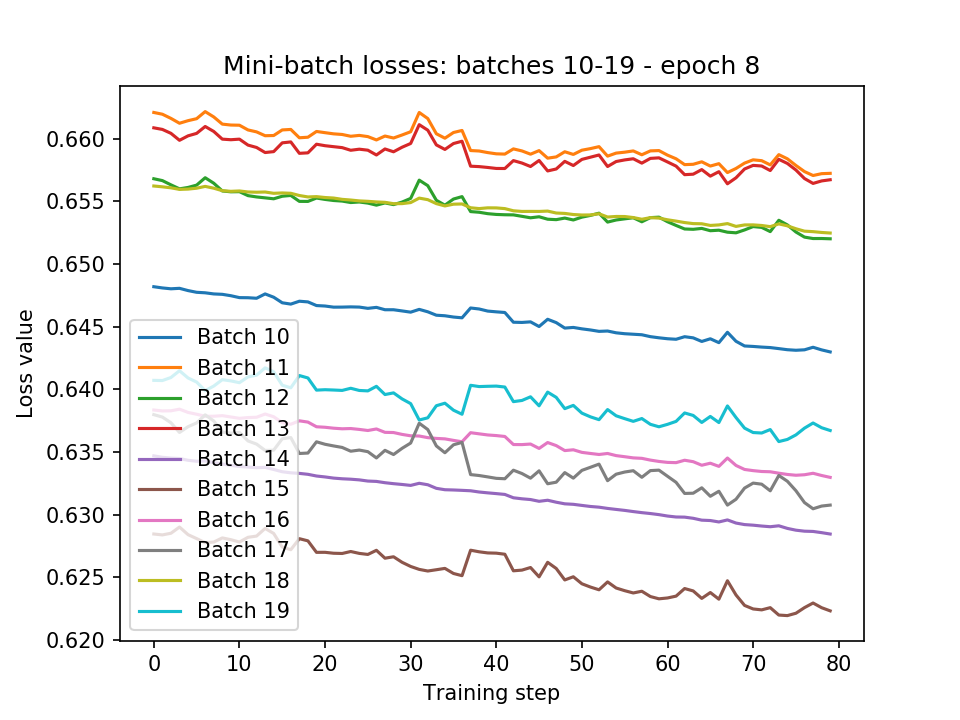 Mini-batch losses: batches 10-19 - epoch 8
Loss value
0.660
0.655
0.650
0.645
0.640
0.635
0.630
0.625
0.620
Batch 10
Batch 11
Batch 12
Batch 13
Batch 14
Batch 15
Batch 16
Batch 17
Batch 18
Batch 19
0 10 20 30 40 50 60 70 80
Training step